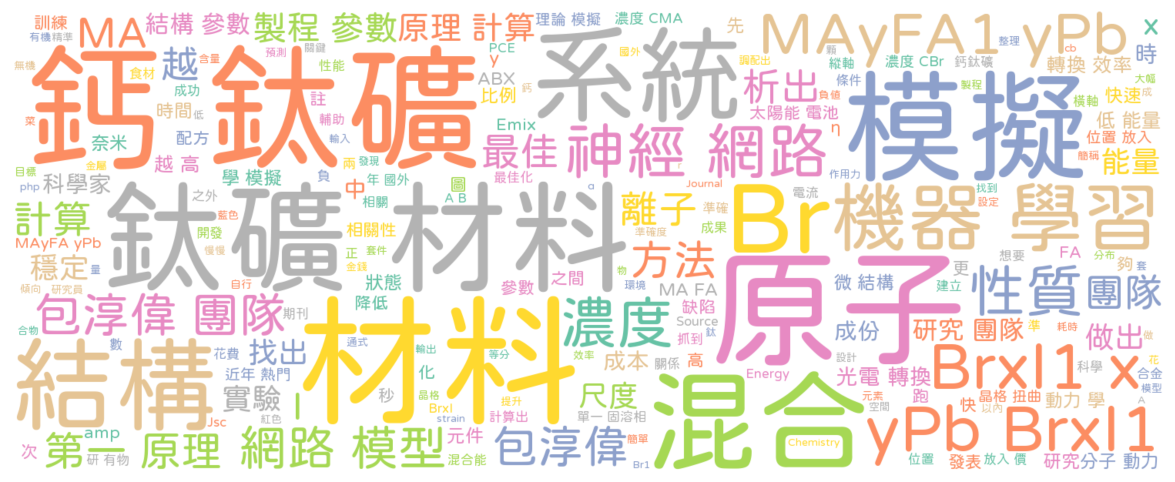 訓練
MA
結構 參數
製程 參數
原理 計算
理論 模擬
濃度 CMA
先
MAyFA1 yPb
x
時
有機
精準
越
含量
預測
關鍵
PCE
y
國外
整理
cb
無機
食材
成功
性能
ABX
比例
系統
調配出
顆
縱軸
濃度 CBr
鈣鈦礦
轉換 效率
大幅
成
鈣 鈦礦
時間
低
註
鈣
析出
條件
負值
製程
橫軸
快速
菜
奈米
配方
輔助
輸入
Emix
太陽能 電池
η
模擬
低 能量
位置 放入
金屬
越 高
兩
發現
最佳
神經 網路
簡稱
能量
目標
科學家
學 模擬
負
中
年 國外
最佳化
作用力
php
之外
相關
圖
A B
a
Journal
電流
找到
設定
計算
藍色
開發
慢慢
鈦礦 材料
離子
準確
準確度
Br
機器 學習
MAyFA yPb
相關性
正
套件
成果
分布
穩定
量
金錢
方法
之間
物
環境
想要
更
FA
夠
套
傾向
研究員
自行
狀態
降低
參數
MA FA
原子
微 結構
建立
性質
團隊
包淳偉 團隊
期刊
濃度
缺陷
Source
鈦
抓到
成份
研究 團隊
準
耗時
做出
合物
數
花費
找出
通式
輸出
等分
效率
成本
關係
高
設計
科學
花
做
結構
近年 熱門
材料
化
晶格
Energy
光電 轉換
快
Brxl1 x
合金
模型
實驗
I
秒
Brxl
提升
尺度
混合
跑
元素
空間
晶格 扭曲
以內
動力 學
A
紅色
Jsc
strain
計算出
單一 固溶相
yPb Brxl1
次
amp
第一 原理
網路 模型
元件
包淳偉
簡單
Chemistry
研 有物
混合能
Br1
位置
發表
放入 價
研究
分子 動力